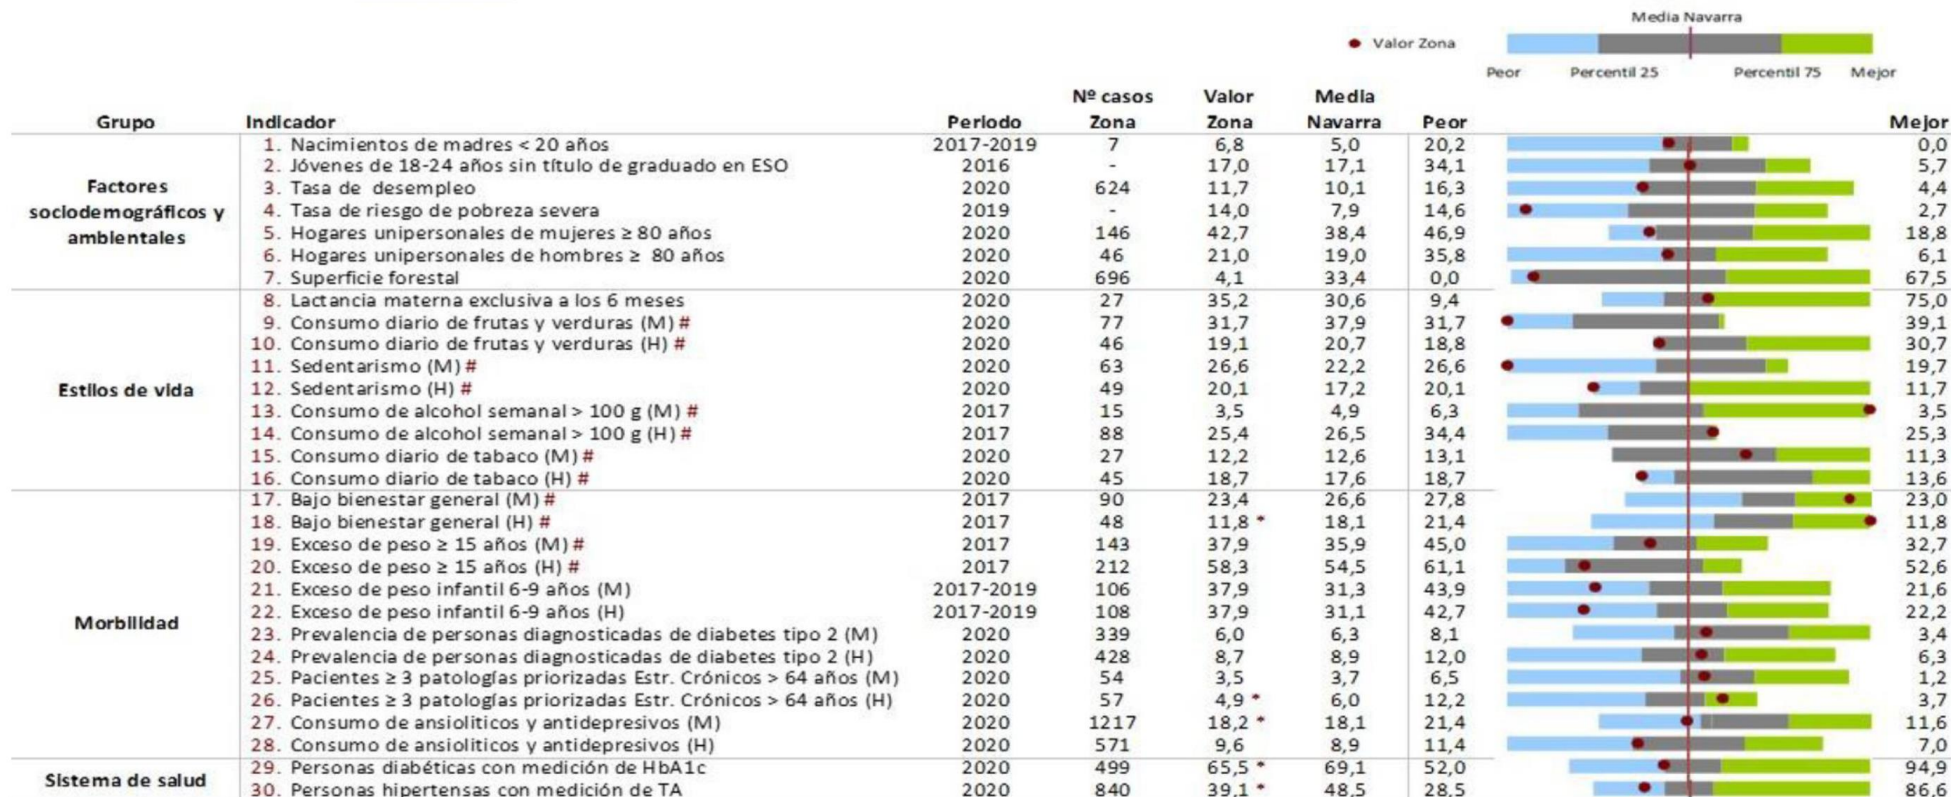 Media Navarra
Valor Zona
Peor Percentil 25 Percentil 75 Mejor
Nº casos Valor Media
Grupo Indicador Periodo Zona Zona Navarra Peor Mejor
1. Nacimientos de madres < 20 años 2017-2019 7 6,8 5,0 20,2 0,0
2. Jóvenes de 18-24 años sin título de graduado en ESO 2016 - 17,0 17,1 34,1 5,7
Factores
3. Tasa de desempleo 2020 624 11,7 10,1 16,3 4,4
sociodemográficos y
4. Tasa de riesgo de pobreza severa 2019 - 14,0 7,9 14,6 2,7
ambientales
5. Hogares unipersonales de mujeres ≥ 80 años 2020 146 42,7 38,4 46,9 18,8
6. Hogares unipersonales de hombres ≥ 80 años 2020 46 21,0 19,0 35,8 6,1
7. Superficie forestal 2020 696 4,1 33,4 0,0 67,5
8. Lactancia materna exclusiva a los 6 meses 2020 27 35,2 30,6 9,4 75,0
9. Consumo diario de frutas y verduras (M) # 2020 77 31,7 37,9 31,7 39,1
10. Consumo diario de frutas y verduras (H) # 2020 46 19,1 20,7 18,8 30,7
11. Sedentarismo (M) # 2020 63 26,6 22,2 26,6 19,7
Estilos de vida 12. Sedentarismo (H) # 2020 49 20,1 17,2 20,1 11,7
13. Consumo de alcohol semanal > 100 g (M) # 2017 15 3,5 4,9 6,3 3,5
14. Consumo de alcohol semanal > 100 g (H) # 2017 88 25,4 26,5 34,4 25,3
15. Consumo diario de tabaco (M) # 2020 27 12,2 12,6 13,1 11,3
16. Consumo diario de tabaco (H) # 2020 45 18,7 17,6 18,7 13,6
17. Bajo bienestar general (M) # 2017 90 23,4 26,6 27,8 23,0
18. Bajo bienestar general (H) # 2017 48 11,8 * 18,1 21,4 11,8
19. Exceso de peso ≥ 15 años (M) # 2017 143 37,9 35,9 45,0 32,7
20. Exceso de peso ≥ 15 años (H) # 2017 212 58,3 54,5 61,1 52,6
21. Exceso de peso infantil 6-9 años (M) 2017-2019 106 37,9 31,3 43,9 21,6
22. Exceso de peso infantil 6-9 años (H) 2017-2019 108 37,9 31,1 42,7 22,2
Morbilidad
23. Prevalencia de personas diagnosticadas de diabetes tipo 2 (M) 2020 339 6,0 6,3 8,1 3,4
24. Prevalencia de personas diagnosticadas de diabetes tipo 2 (H) 2020 428 8,7 8,9 12,0 6,3
25. Pacientes ≥ 3 patologías priorizadas Estr. Crónicos > 64 años (M) 2020 54 3,5 3,7 6,5 1,2
26. Pacientes ≥ 3 patologías priorizadas Estr. Crónicos > 64 años (H) 2020 57 4,9 * 6,0 12,2 3,7
27. Consumo de ansiolíticos y antidepresivos (M) 2020 1217 18,2 * 18,1 21,4 11,6
28. Consumo de ansiolíticos y antidepresivos (H) 2020 571 9,6 8,9 11,4 7,0
29. Personas diabéticas con medición de HbA1c 2020 499 65,5 * 69,1 52,0 94,9
Sistema de salud
30. Personas hipertensas con medición de TA 2020 840 39,1 * 48,5 28,5 86,6